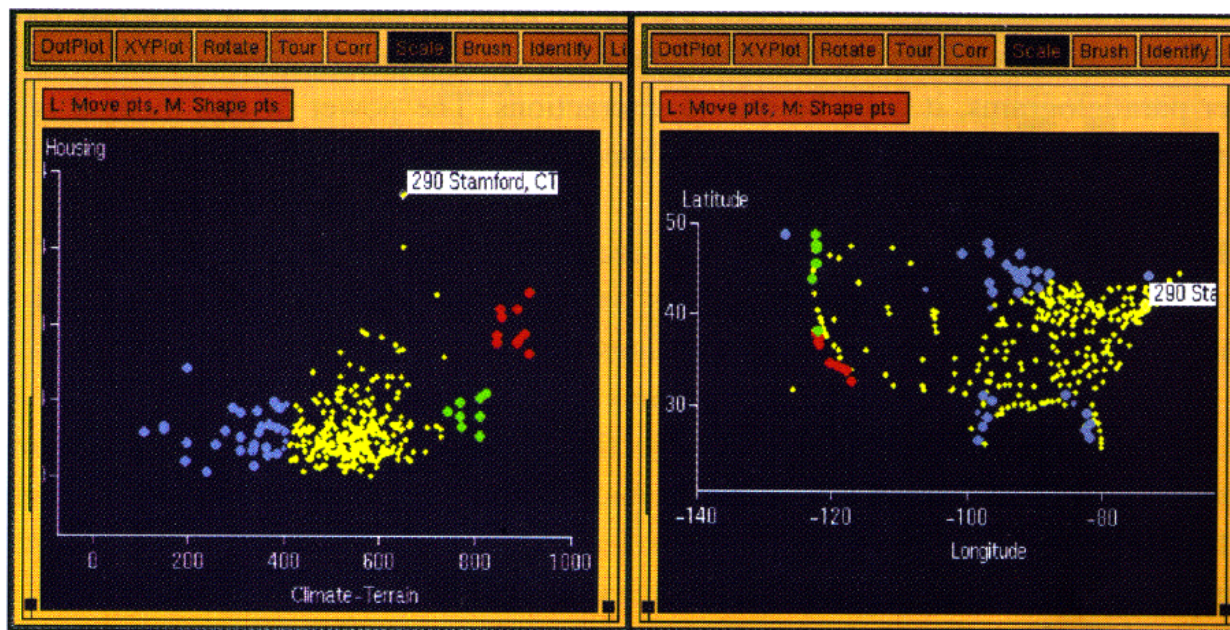 DotPlot XYPlot Rotate Tour Corr Scale Brush Identify Li
L: Move pts, M: Shape pts
Housing
290 Stamford, CT
0 200 400 600 800 1000
Climate-Terrain
DotPlot XYPlot Rotate Tour Corr Scale Brush Identify
L: Move pts, M: Shape pts
Latitude
50
290 Sta
40
30
-140 -120 -100 -80
Longitude